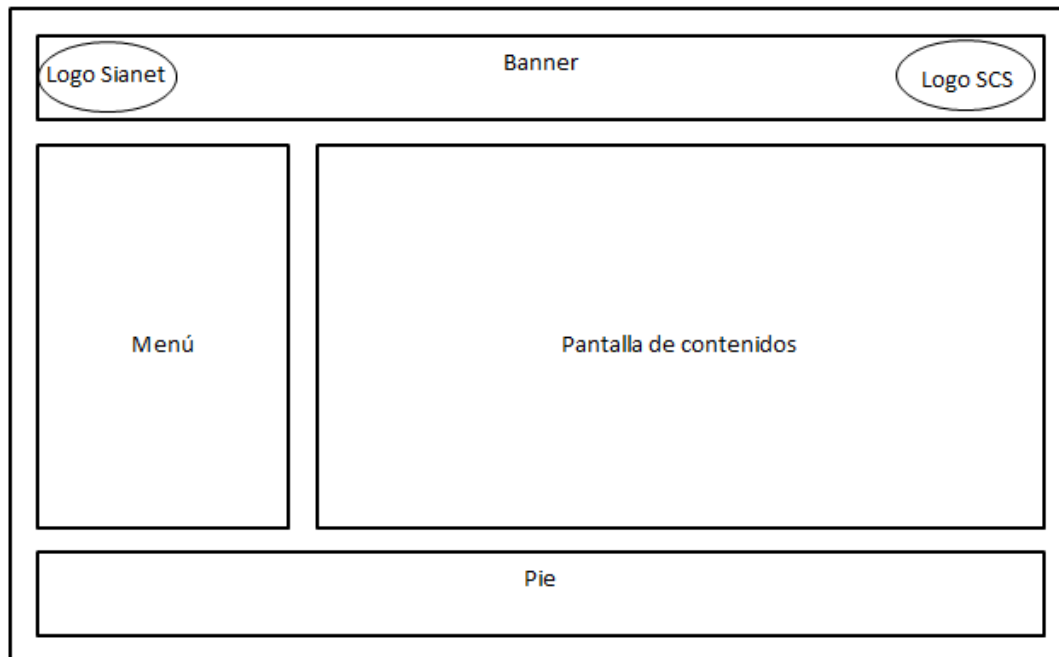 Logo Sianet
Banner
Logo SCS
Menú
Pantalla de contenidos
Pie